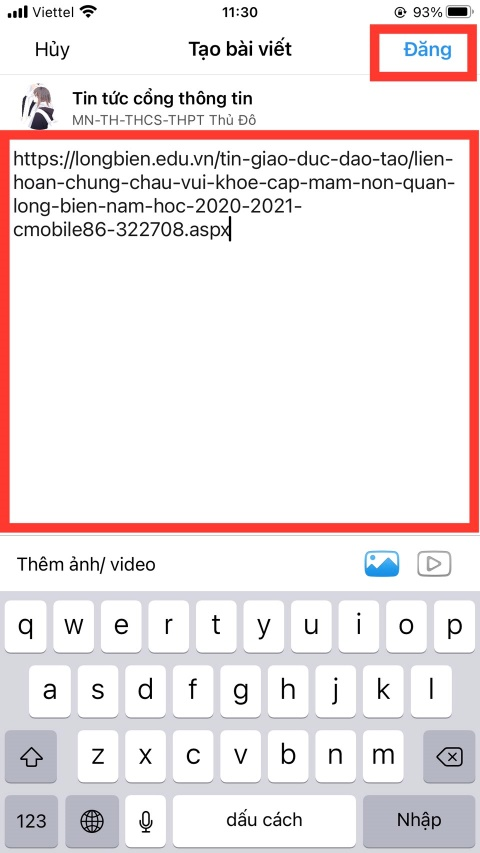 Viettel 11:30 93%
Hủy Tạo bài viết Đăng
Tin tức cổng thông tin
MN-TH-THCS-THPT Thủ Đô
https://longbien.edu.vn/tin-giao-duc-dao-tao/lien-
hoan-chung-chau-vui-khoe-cap-mam-non-quan-
long-bien-nam-hoc-2020-2021-
cmobile86-322708.aspx
Thêm ảnh/ video
q w e r t y u i o p
a s d f g h j k l
z x c v b n m
123 dấu cách Nhập